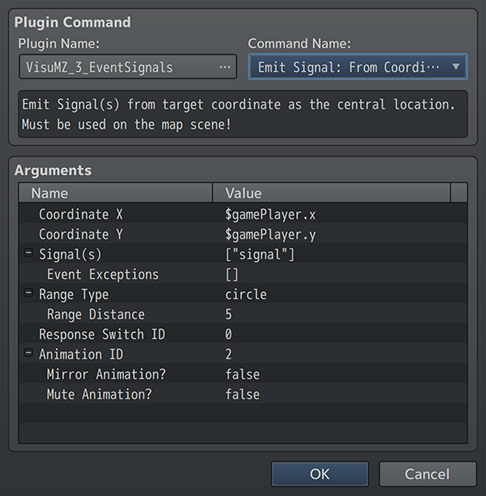 Plugin Command
Plugin Name: Command Name:
VisuMZ_3_EventSignals ... Emit Signal: From Coordi...
Emit Signal(s) from target coordinate as the central location.
Must be used on the map scene!
Arguments
Name Value
Coordinate X $gamePlayer.x
Coordinate Y $gamePlayer.y
Signal(s) ["signal"]
Event Exceptions []
Range Type circle
Range Distance 5
Response Switch ID 0
Animation ID 2
Mirror Animation? false
Mute Animation? false
OK Cancel